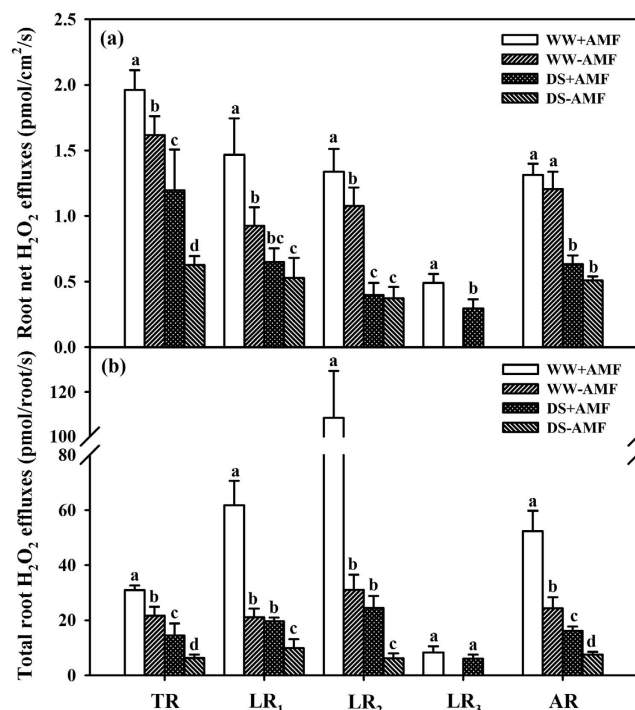 (a)
WW+AMF
WW-AMF
DS+AMF
DS-AMF
Root net H₂O₂ effluxes (pmol/cm²/s)
2.5
2.0
1.5
1.0
0.5
0.0
a b c d
a b bc c
a b c c
a b
a a b b
(b)
WW+AMF
WW-AMF
DS+AMF
DS-AMF
Total root H₂O₂ effluxes (pmol/root/s)
120
100
80
60
40
20
0
a b c d
a b b c
a b b c
a a
a b c d
TR LR₁ LR₂ LR₃ AR